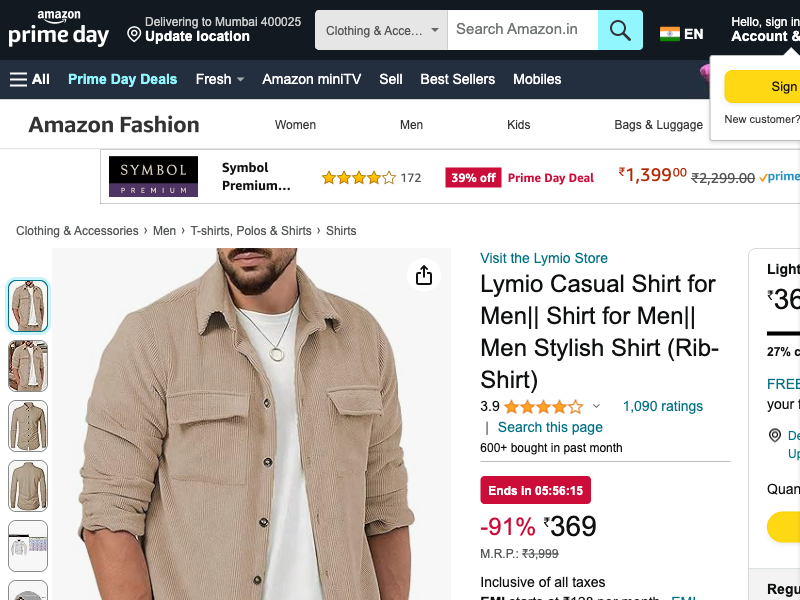 amazon
prime day
Delivering to Mumbai 400025
Update location
Clothing & Acce...
Search Amazon.in
EN
Hello, sign in
Account &
All
Prime Day Deals
Fresh
Amazon miniTV
Sell
Best Sellers
Mobiles
Sign
New customer?
Amazon Fashion
Women
Men
Kids
Bags & Luggage
SYMBOL
PREMIUM
Symbol
Premium...
172
39% off
Prime Day Deal
₹1,399.00
₹2,299.00
prime
Clothing & Accessories › Men › T-shirts, Polos & Shirts › Shirts
Visit the Lymio Store
Lymio Casual Shirt for
Men|| Shirt for Men||
Men Stylish Shirt (Rib-
Shirt)
3.9
1,090 ratings
| Search this page
600+ bought in past month
Ends in 05:56:15
-91% ₹369
M.R.P.: ₹3,999
Inclusive of all taxes
EMI starts at ₹138 per month. EMI
Light
₹36
27% c
FREE
your f
De
Up
Quan
Regu